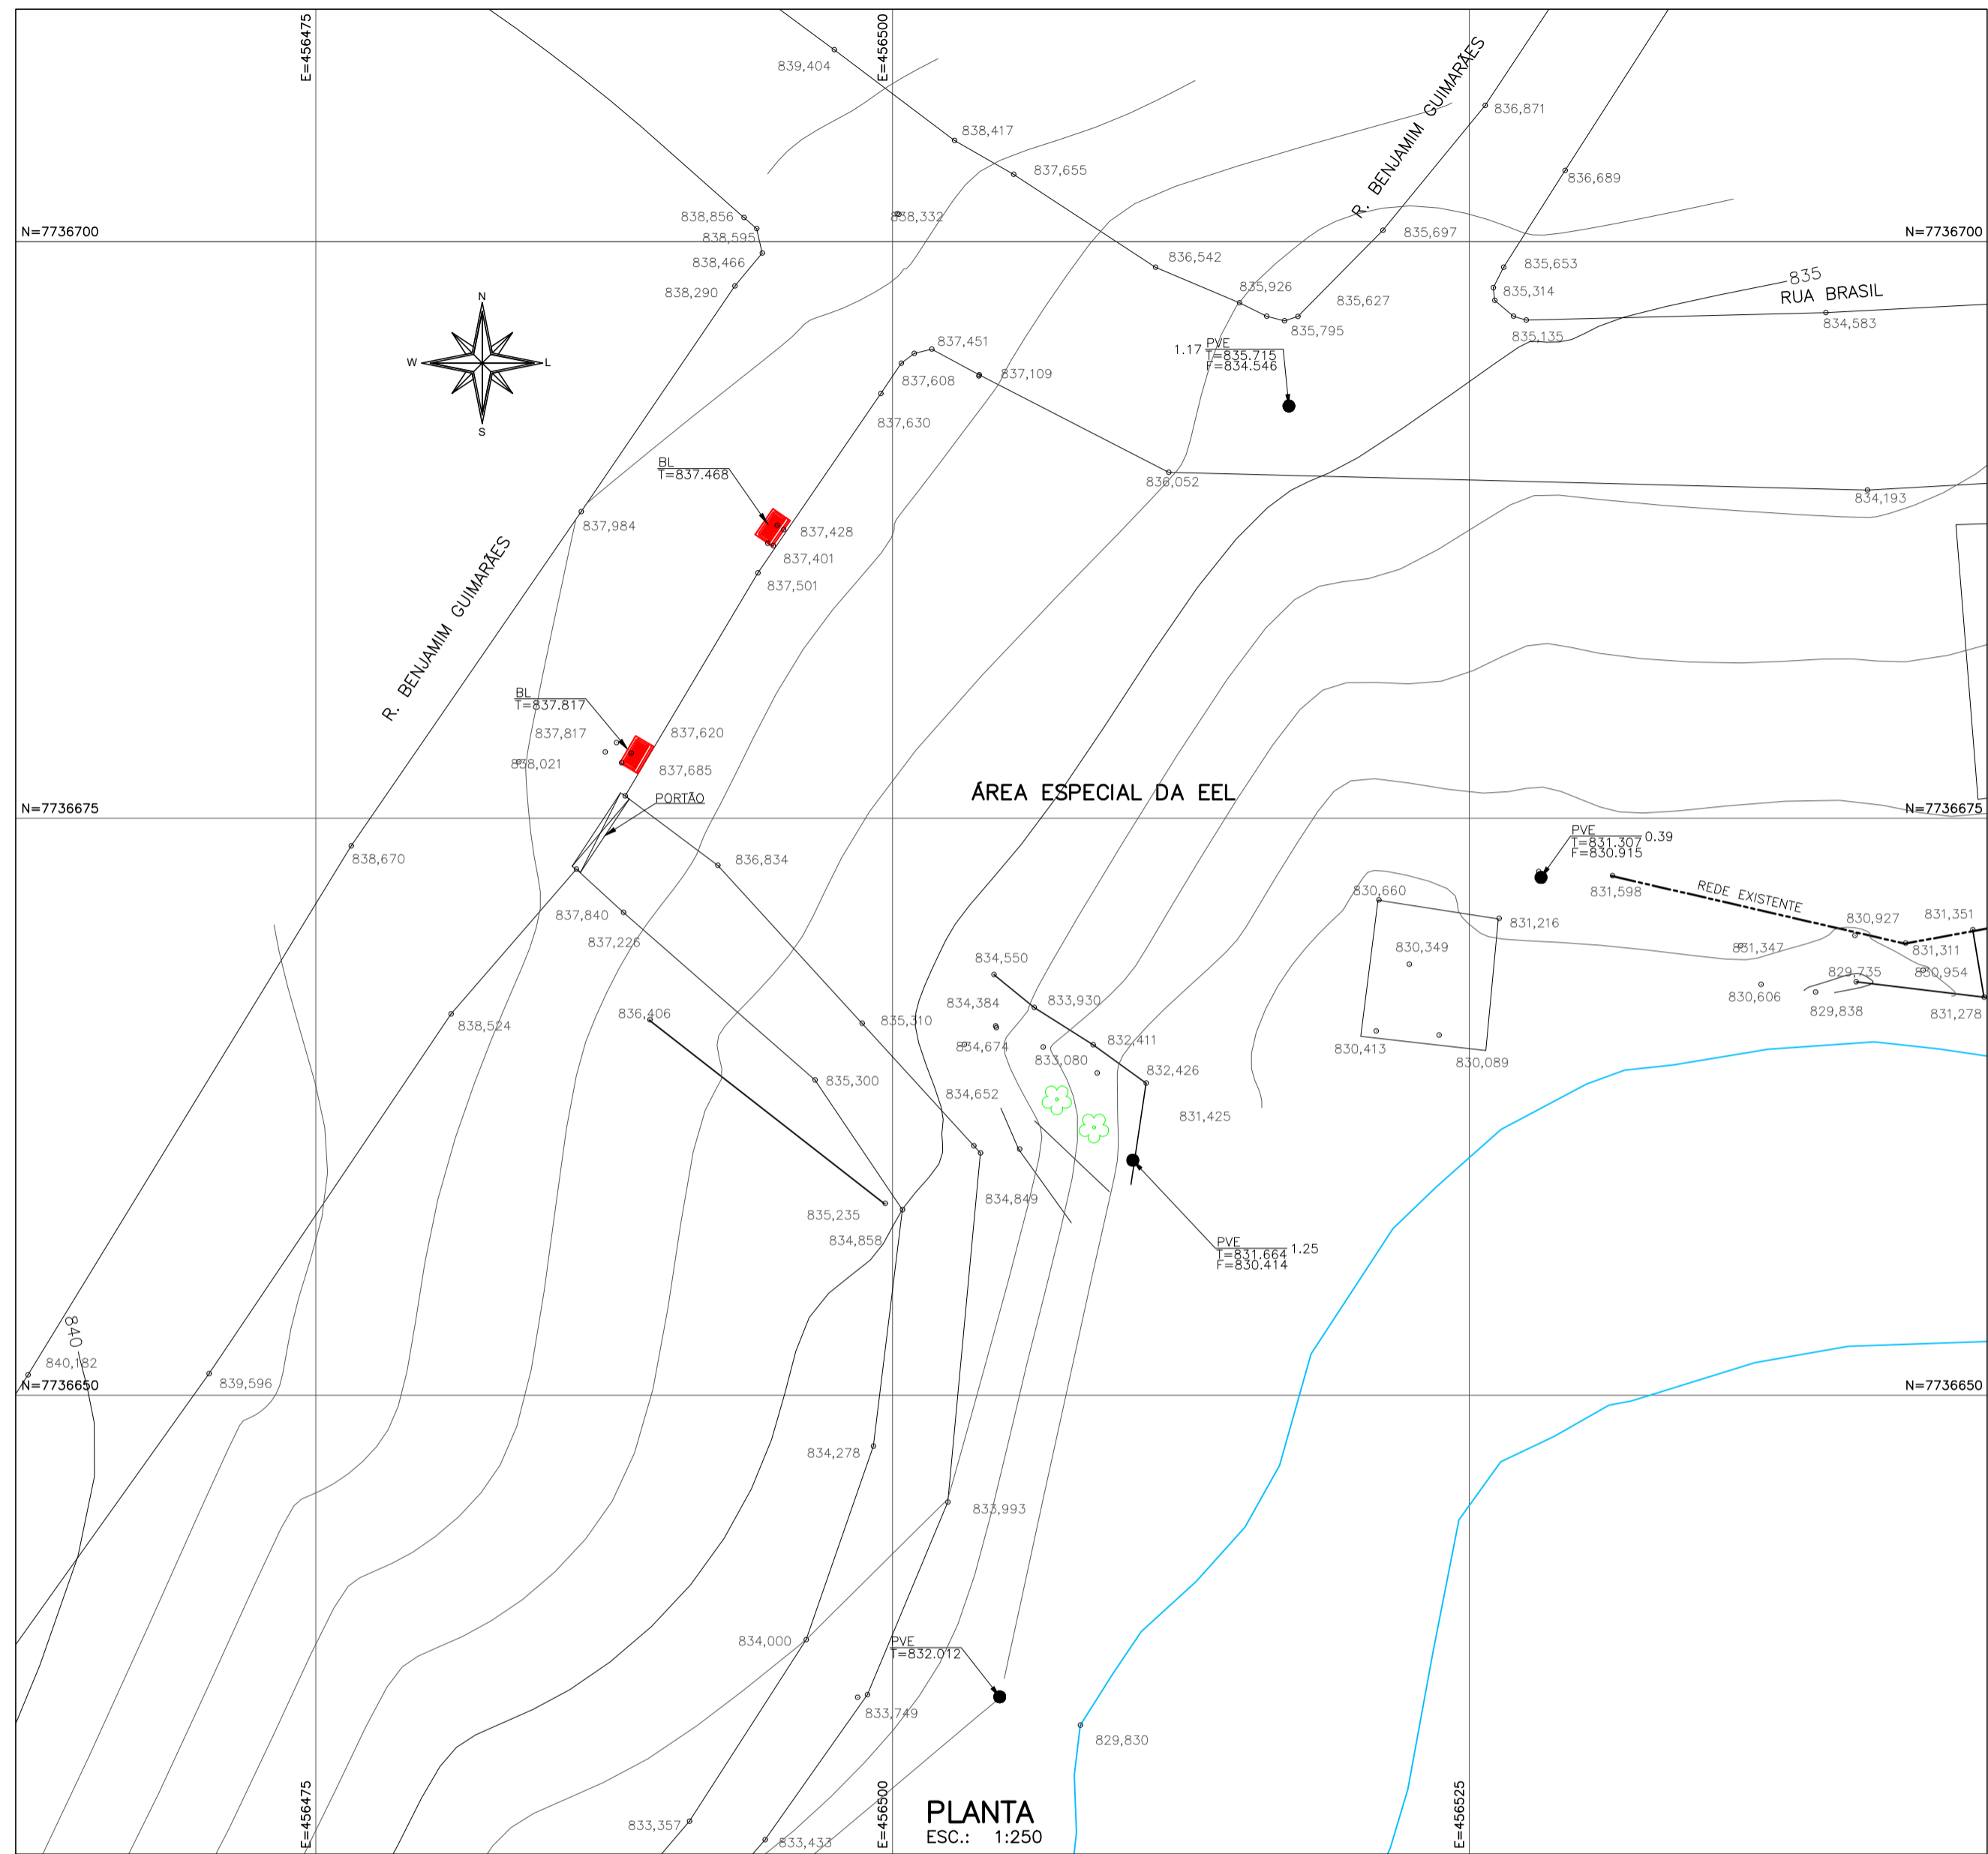 E=456475
E=456500
839,404
R. BENJAMIM GUIMARÃES
836,871
838,417
837,655
836,689
838,856
838,332
838,595
N=7736700
N=7736700
835,697
838,466
836,542
835,653
838,290
835,926
835,627
835,314
835
RUA BRASIL
N
W
L
S
837,451
835,795
835,135
834,583
837,608
837,109
1.17
PVE
T=835.715
F=834.546
837,630
BL
T=837.468
836,052
834,193
837,984
837,428
837,401
837,501
R. BENJAMIM GUIMARÃES
BL
T=837.817
837,817
837,620
838,021
837,685
PORTÃO
ÁREA ESPECIAL DA EEL
N=7736675
N=7736675
838,670
836,834
PVE
0.39
T=831.307
F=830.915
830,660
831,598
REDE EXISTENTE
837,840
837,226
831,216
830,927
831,351
830,349
831,347
831,311
834,550
829,735
830,954
836,406
834,384
833,930
830,606
829,838
831,278
838,524
835,310
834,674
833,080
832,411
830,413
830,089
835,300
834,652
832,426
831,425
835,235
834,849
834,858
PVE
1.25
T=831.664
F=830.414
840
840,182
839,596
N=7736650
N=7736650
834,278
833,993
834,000
PVE
T=832.012
833,749
829,830
E=456475
E=456500
E=456525
833,357
833,433
PLANTA
ESC.: 1:250